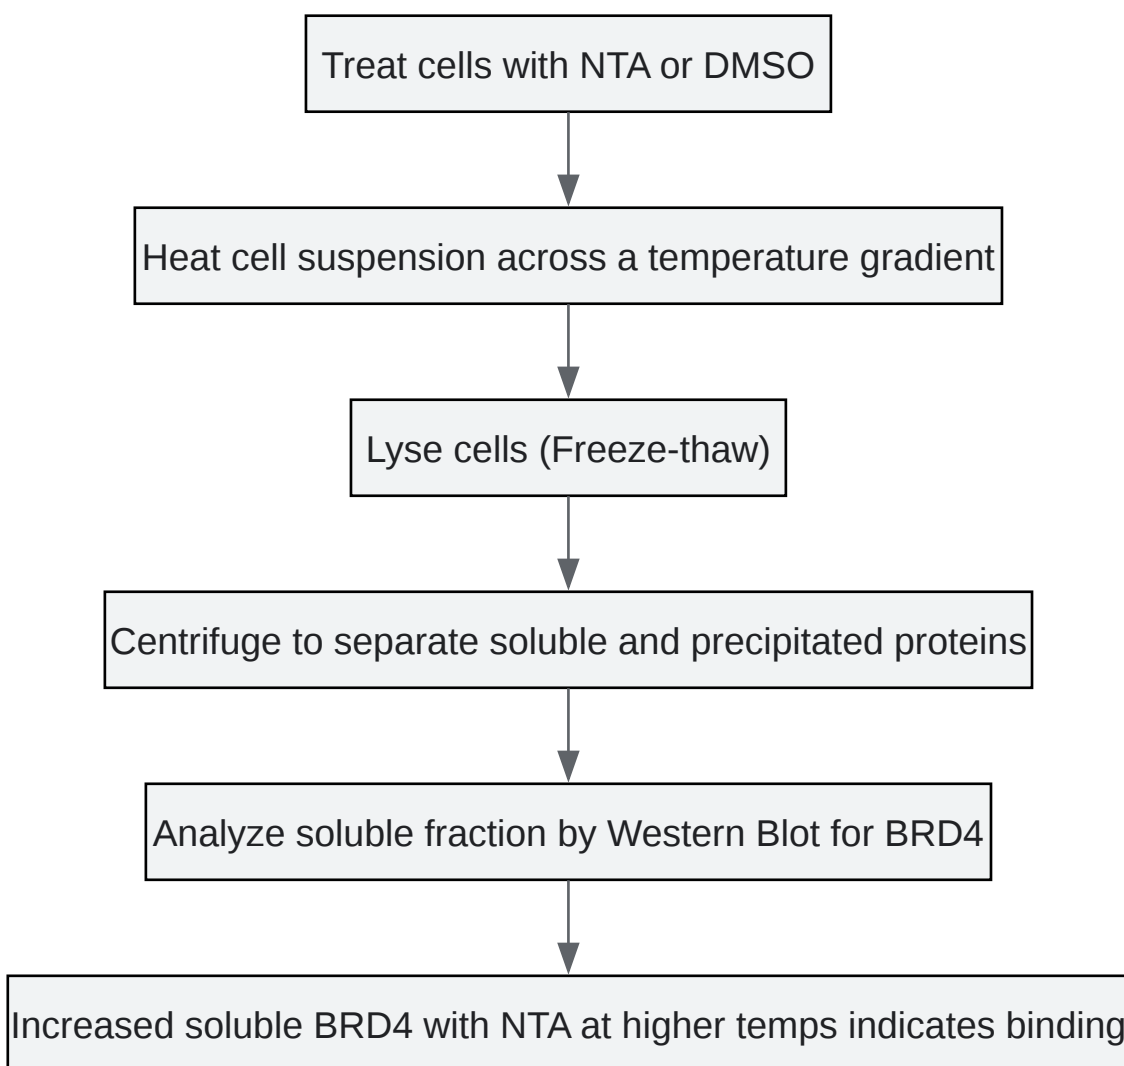 Treat cells with NTA or DMSO
Heat cell suspension across a temperature gradient
Lyse cells (Freeze-thaw)
Centrifuge to separate soluble and precipitated proteins
Analyze soluble fraction by Western Blot for BRD4
Increased soluble BRD4 with NTA at higher temps indicates binding